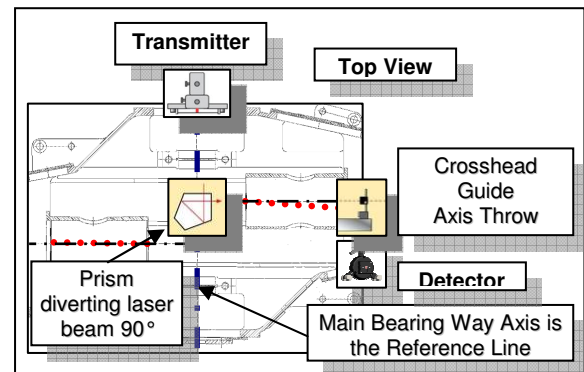 Transmitter
Top View
Crosshead
Guide
Axis Throw
Prism
diverting laser
beam 90°
Detector
Main Bearing Way Axis is
the Reference Line